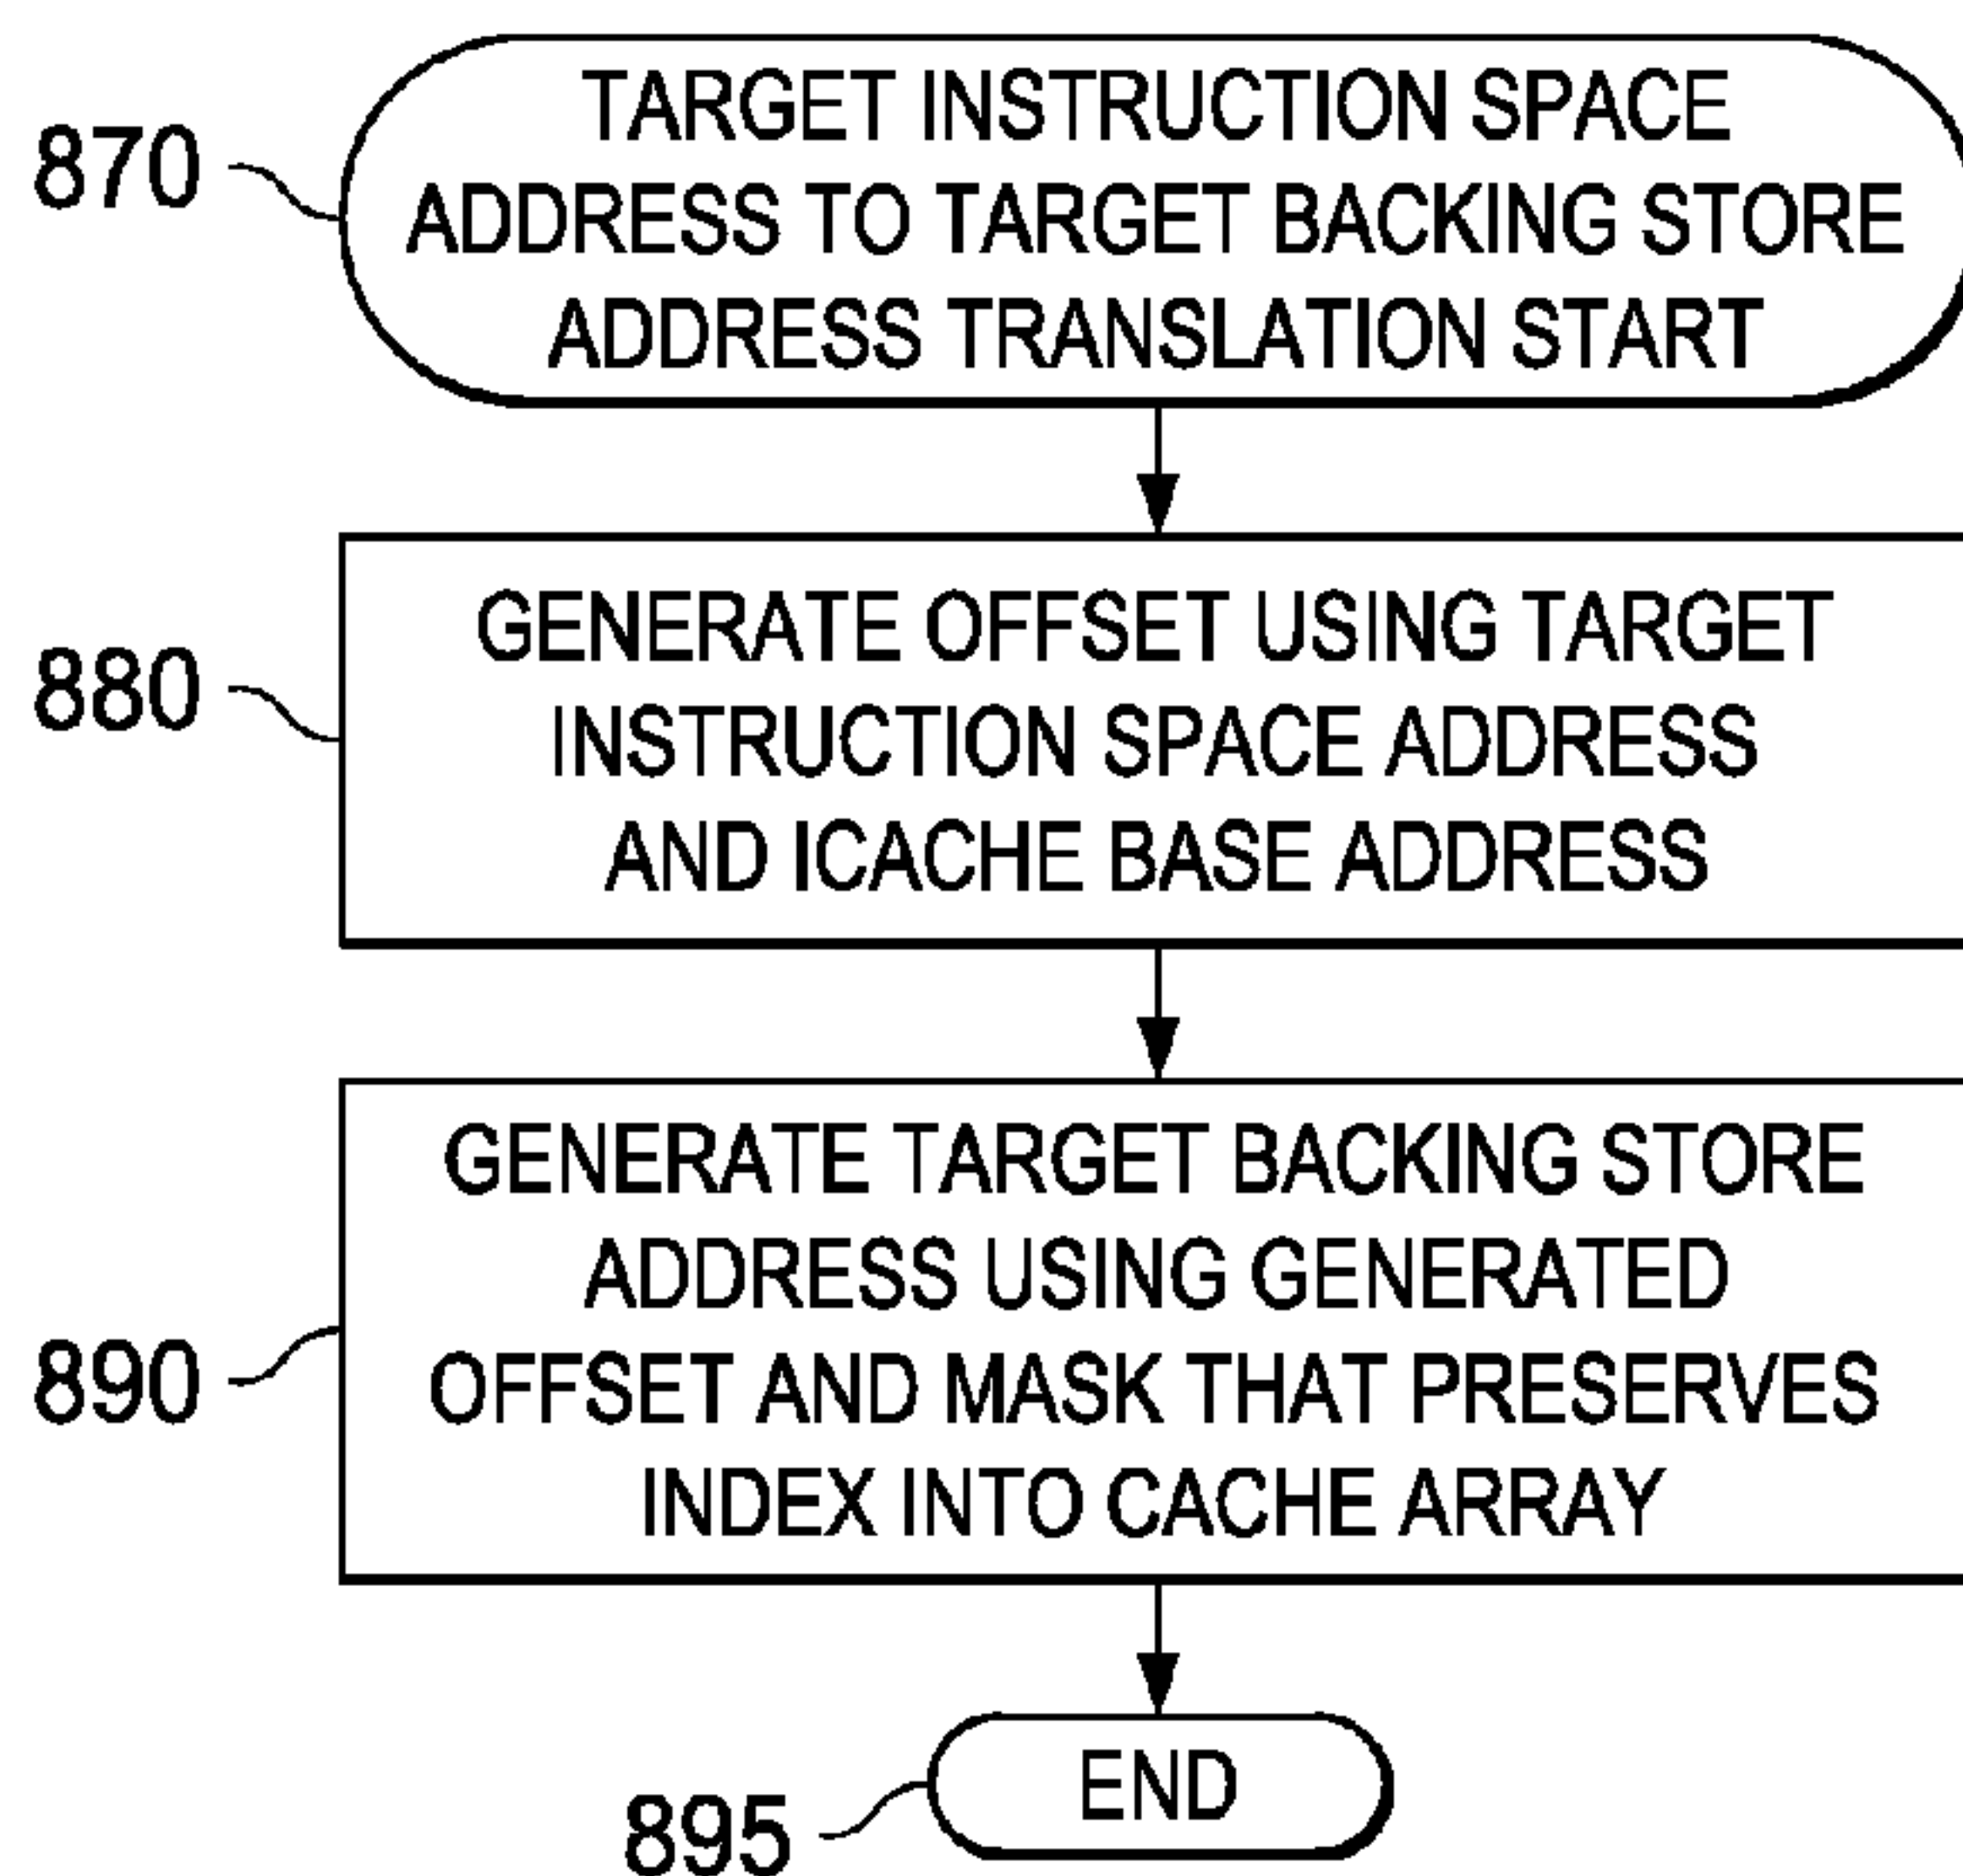 870
TARGET INSTRUCTION SPACE
ADDRESS TO TARGET BACKING STORE
ADDRESS TRANSLATION START
880
GENERATE OFFSET USING TARGET
INSTRUCTION SPACE ADDRESS
AND ICACHE BASE ADDRESS
890
GENERATE TARGET BACKING STORE
ADDRESS USING GENERATED
OFFSET AND MASK THAT PRESERVES
INDEX INTO CACHE ARRAY
895
END